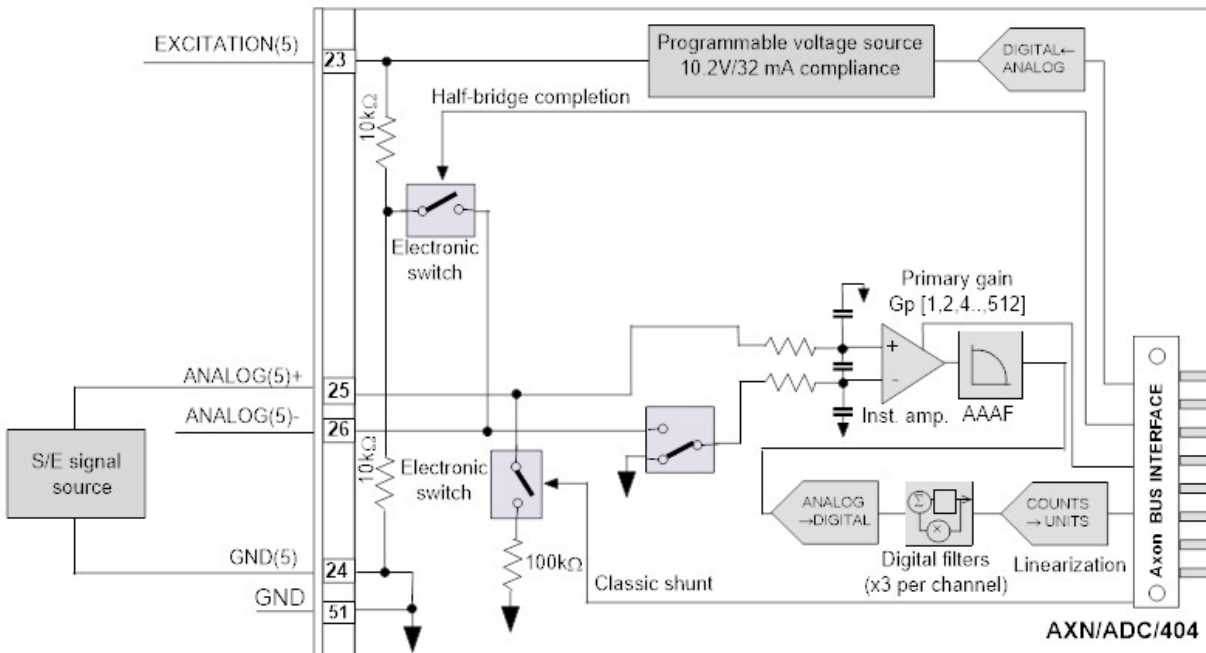 EXCITATION(5)
23
Programmable voltage source
10.2V/32 mA compliance
DIGITAL←
ANALOG
Half-bridge completion
10kΩ
Electronic
switch
Primary gain
Gp [1,2,4..,512]
ANALOG(5)+
25
ANALOG(5)-
26
+
-
Inst. amp.
AAAF
S/E signal
source
10kΩ
Electronic
switch
ANALOG
→DIGITAL
Σ
×
COUNTS
→UNITS
Digital filters
(x3 per channel)
Linearization
GND(5)
24
100kΩ
Classic shunt
GND
51
Axon BUS INTERFACE
AXN/ADC/404